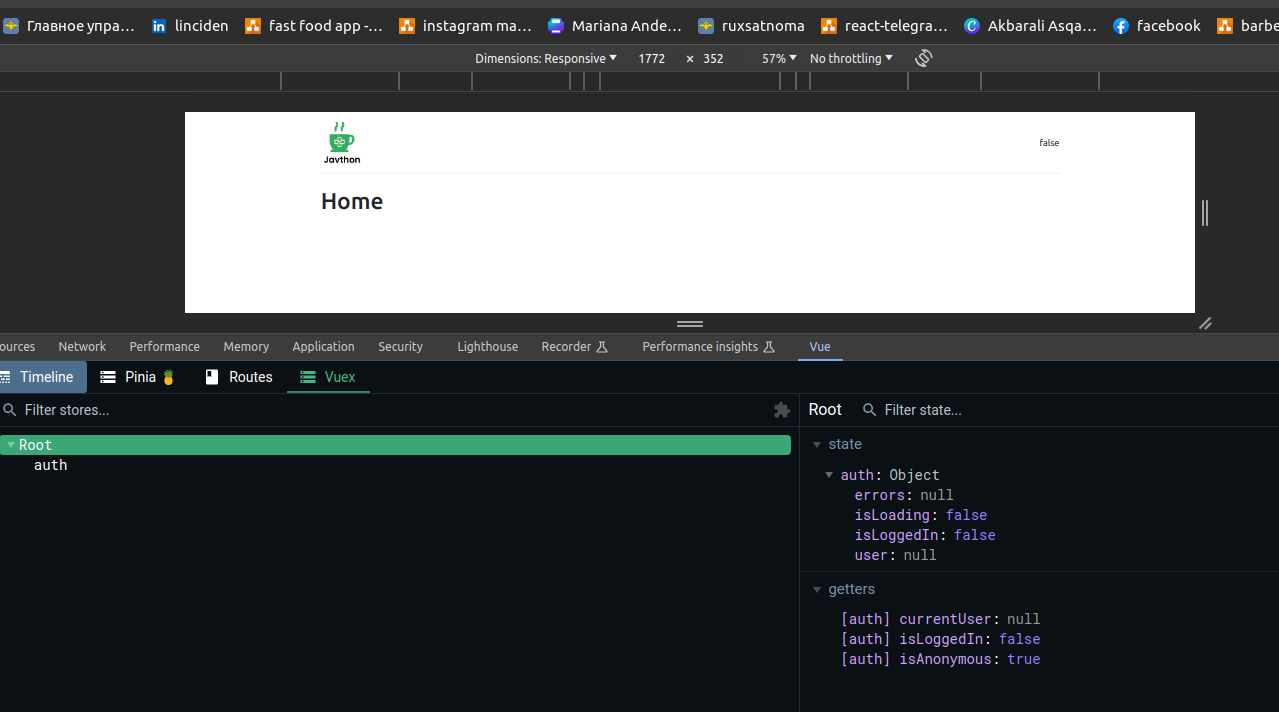 Главное упра... linciden fast food app -... instagram ma... Mariana Ande... ruxsatnoma react-telegra... Akbarali Asqa... facebook barbe
Dimensions: Responsive 1772 × 352 57% No throttling
Javthon false
Home
ources Network Performance Memory Application Security Lighthouse Recorder Performance insights Vue
Timeline Pinia 🍍 Routes Vuex
Filter stores... Root Filter state...
Root state
auth auth: Object
errors: null
isLoading: false
isLoggedIn: false
user: null
getters
[auth] currentUser: null
[auth] isLoggedIn: false
[auth] isAnonymous: true